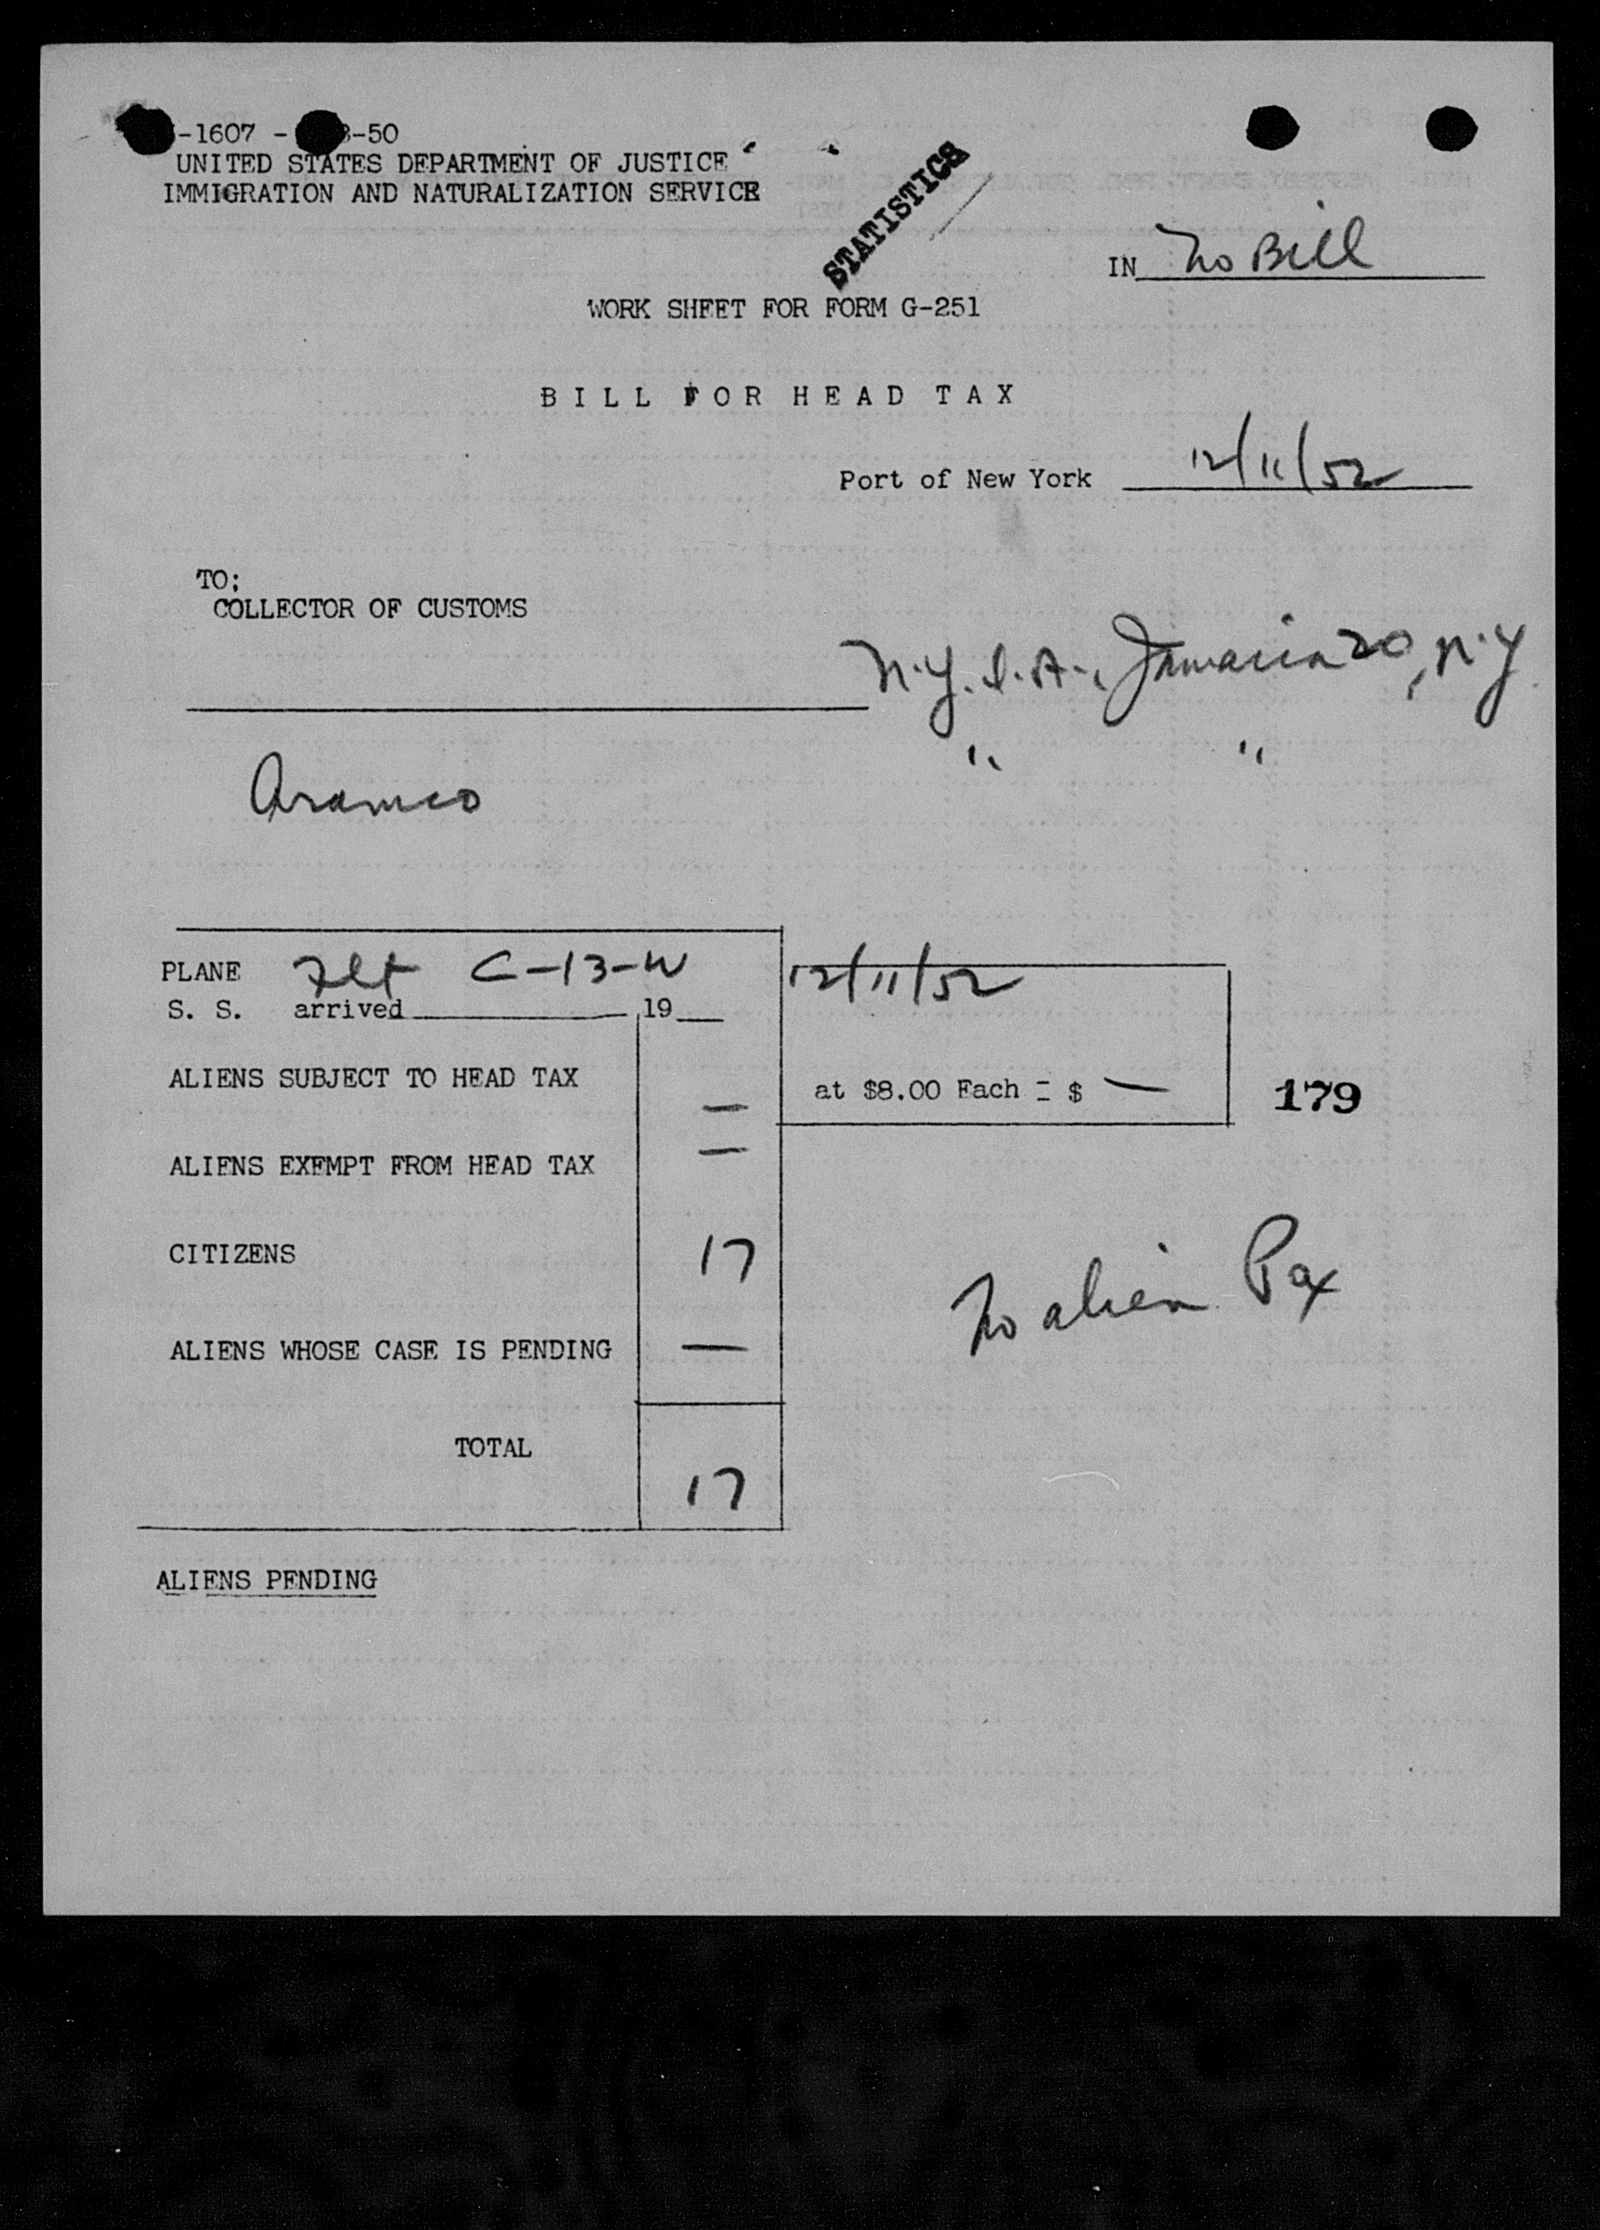 -1607 - 3-50
UNITED STATES DEPARTMENT OF JUSTICE
IMMIGRATION AND NATURALIZATION SERVICE
STATISTICS
IN No Bill
WORK SHEET FOR FORM G-251
BILL FOR HEAD TAX
Port of New York 12/11/52
TO:
COLLECTOR OF CUSTOMS
N.Y.I.A., Jamaica 20, N.Y
" "
Aramco
PLANE Flt C-13-W 12/11/52
S. S. arrived , 19
ALIENS SUBJECT TO HEAD TAX — at $8.00 Each = $ — 179
ALIENS EXEMPT FROM HEAD TAX —
CITIZENS 17
No alien Pax
ALIENS WHOSE CASE IS PENDING —
TOTAL 17
ALIENS PENDING